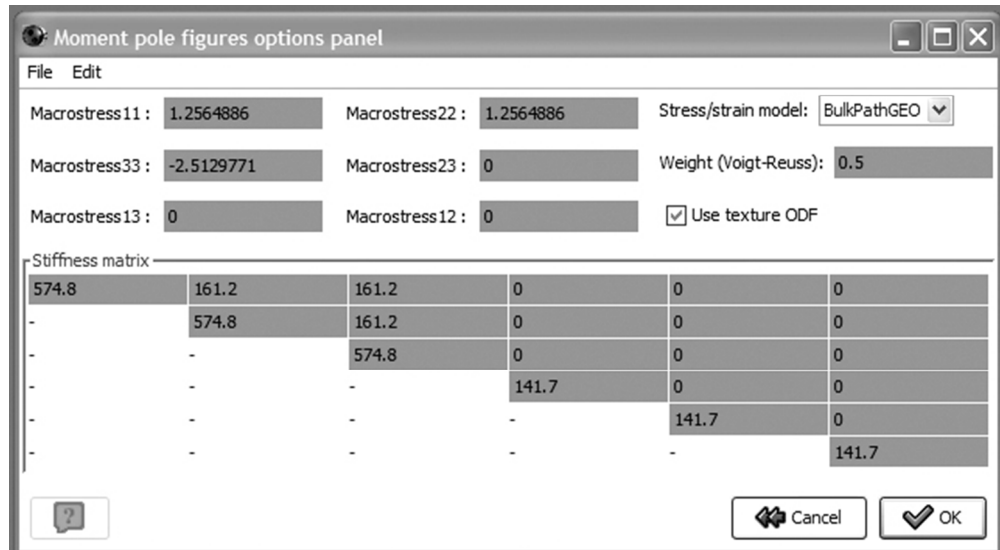 Moment pole figures options panel
File Edit
Macrostress11 : 1.2564886 Macrostress22 : 1.2564886 Stress/strain model: BulkPathGEO
Macrostress33 : -2.5129771 Macrostress23 : 0 Weight (Voigt-Reuss): 0.5
Macrostress13 : 0 Macrostress12 : 0 Use texture ODF
Stiffness matrix
574.8 161.2 161.2 0 0 0
- 574.8 161.2 0 0 0
- - 574.8 0 0 0
- - - 141.7 0 0
- - - - 141.7 0
- - - - - 141.7
? Cancel OK